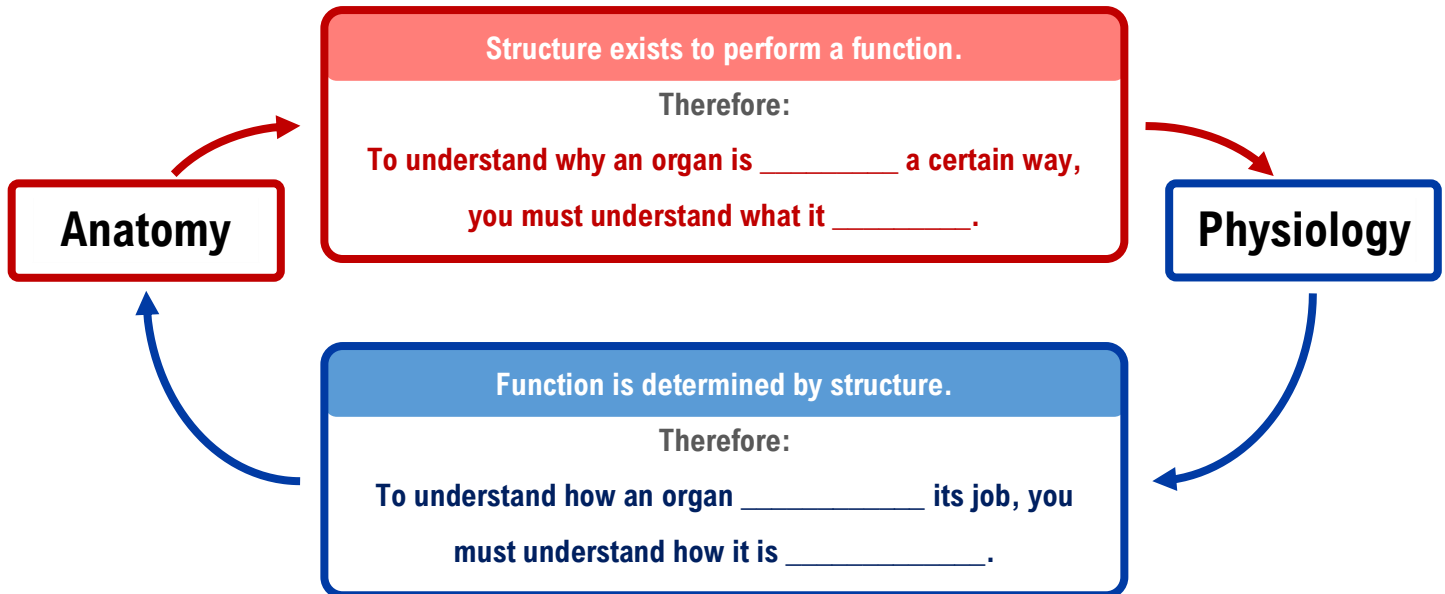 Structure exists to perform a function.
Therefore:
To understand why an organ is _________ a certain way,
you must understand what it _________.
Anatomy
Physiology
Function is determined by structure.
Therefore:
To understand how an organ ____________ its job, you
must understand how it is _____________.